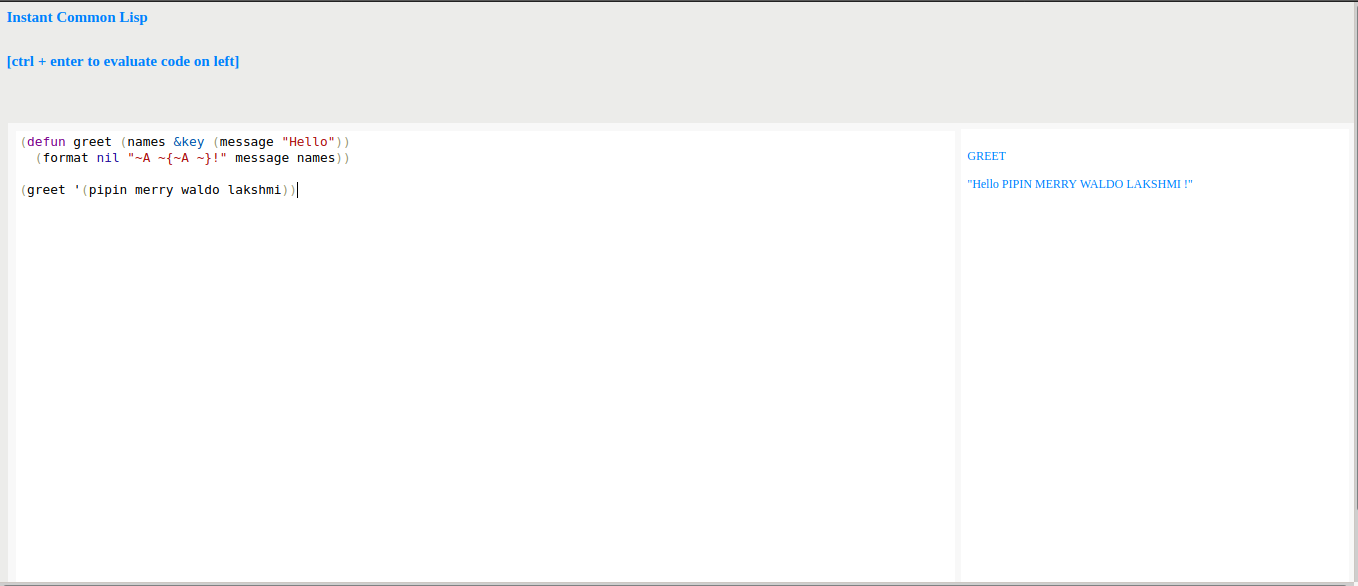 Instant Common Lisp
[ctrl + enter to evaluate code on left]
(defun greet (names &key (message "Hello"))
  (format nil "~A ~{~A ~}!" message names))
(greet '(pipin merry waldo lakshmi))
GREET
"Hello PIPIN MERRY WALDO LAKSHMI !"